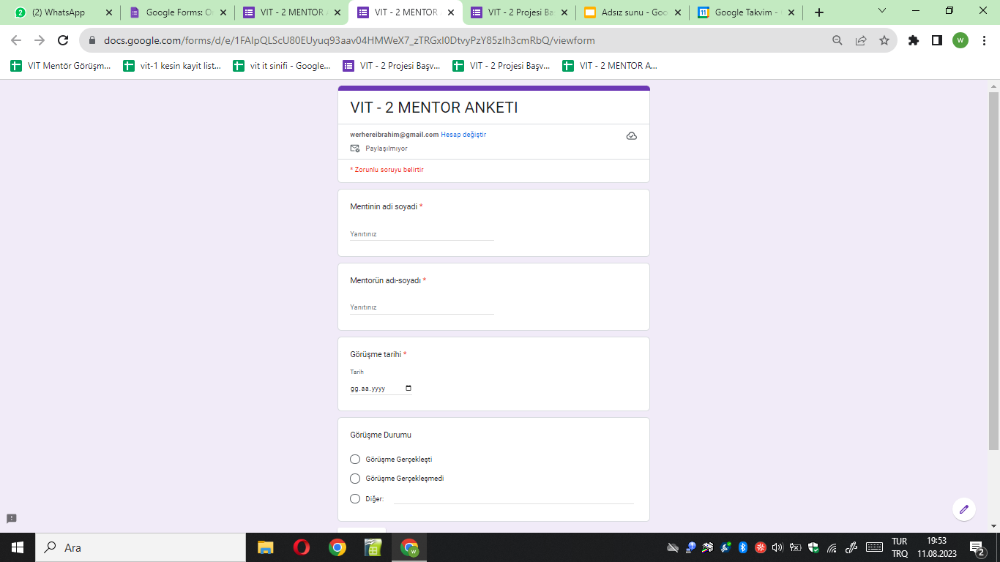 (2) WhatsApp
Google Forms: O
VIT - 2 MENTOR A
VIT - 2 MENTOR
VIT - 2 Projesi Ba
Adsız sunu - Goo
Google Takvim -
docs.google.com/forms/d/e/1FAIpQLScU80EUyuq93aav04HMWeX7_zTRGxI0DtvyPzY85zIh3cmRbQ/viewform
W
VIT Mentör Görüşm...
vit-1 kesin kayit list...
vit it sinifi - Google...
VIT - 2 Projesi Başv...
VIT - 2 Projesi Başv...
VIT - 2 MENTOR A...
VIT - 2 MENTOR ANKETI
werhereibrahim@gmail.com Hesap değiştir
Paylaşılmıyor
* Zorunlu soruyu belirtir
Mentinin adi soyadi *
Yanıtınız
Mentorün adı-soyadı *
Yanıtınız
Görüşme tarihi *
Tarih
gg.aa.yyyy
Görüşme Durumu
Görüşme Gerçekleşti
Görüşme Gerçekleşmedi
Diğer:
Ara
TUR
TRQ
19:53
11.08.2023
2